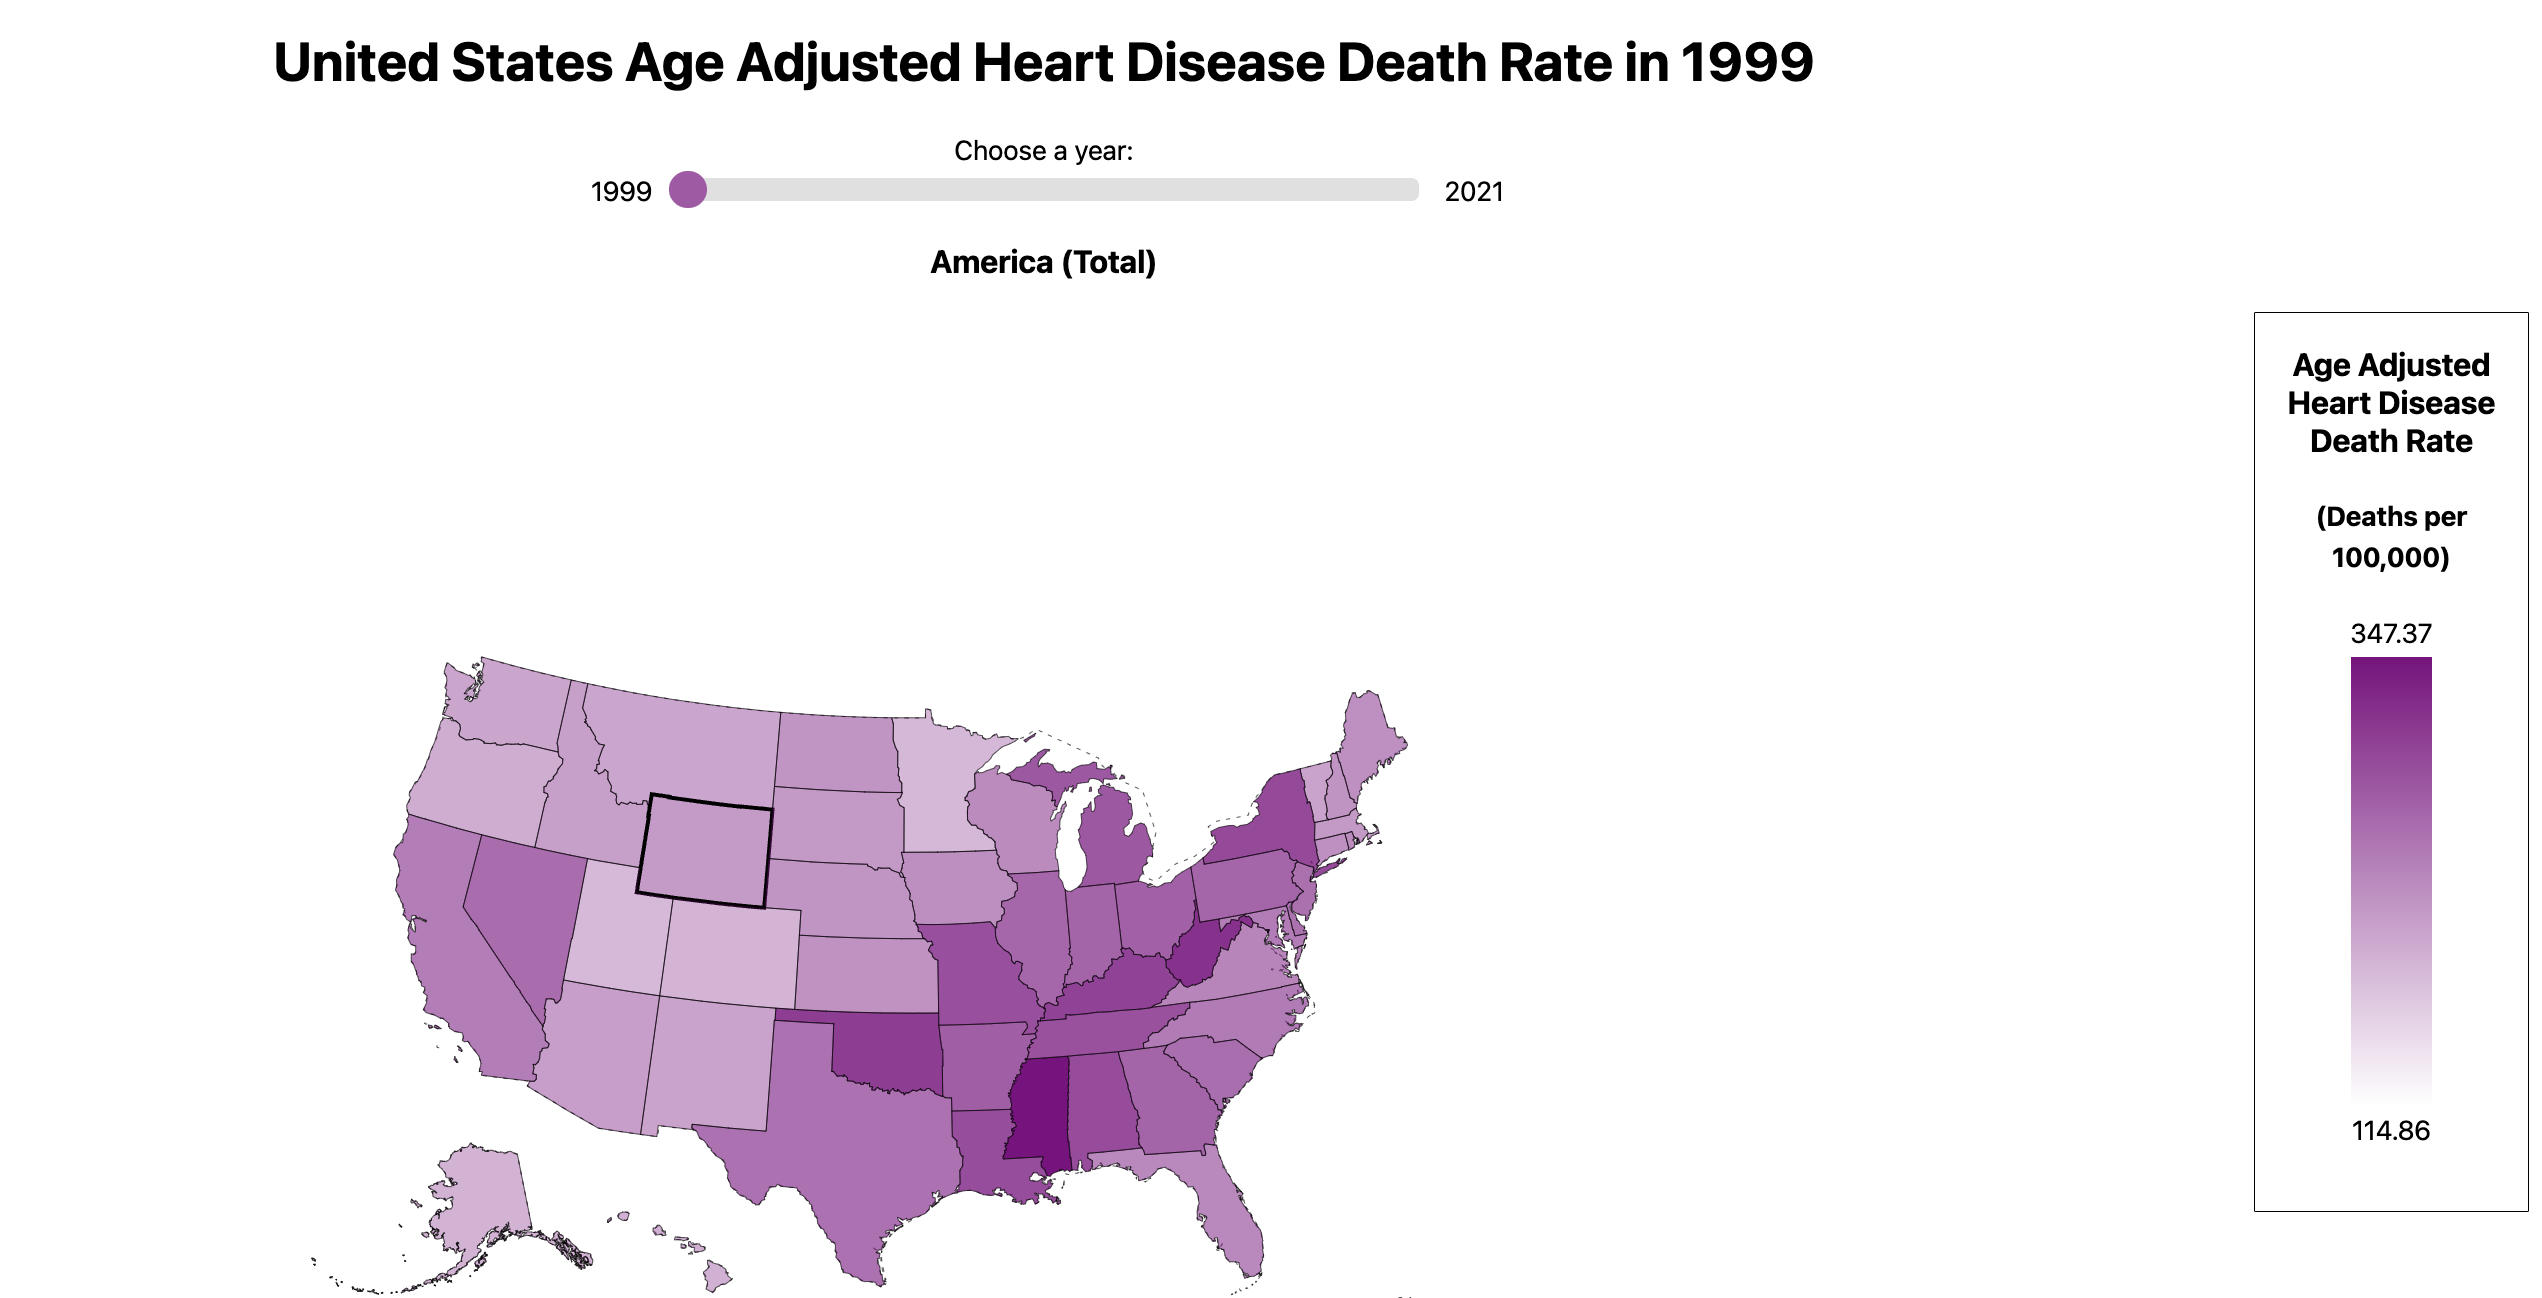 United States Age Adjusted Heart Disease Death Rate in 1999
Choose a year:
1999
2021
America (Total)
Age Adjusted
Heart Disease
Death Rate
(Deaths per
100,000)
347.37
114.86